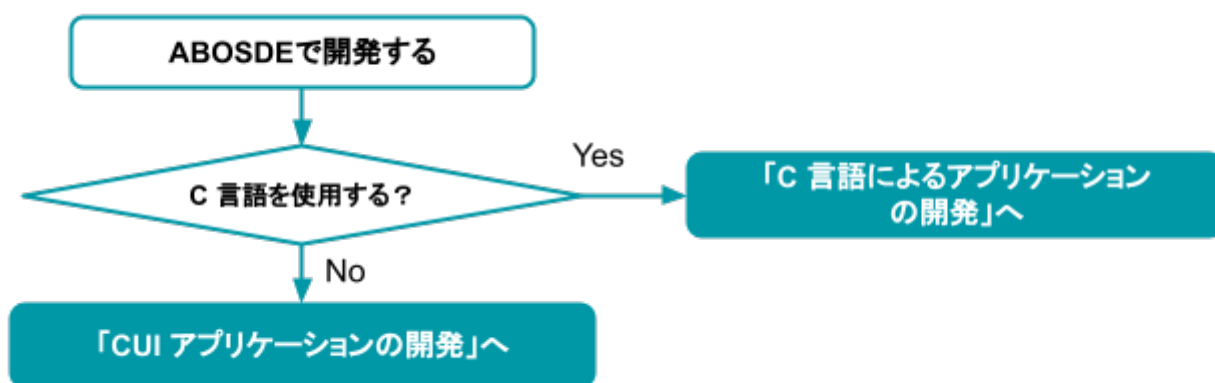 ABOSDEで開発する
C 言語を使用する?
Yes
「C 言語によるアプリケーション
の開発」へ
No
「CUI アプリケーションの開発」へ